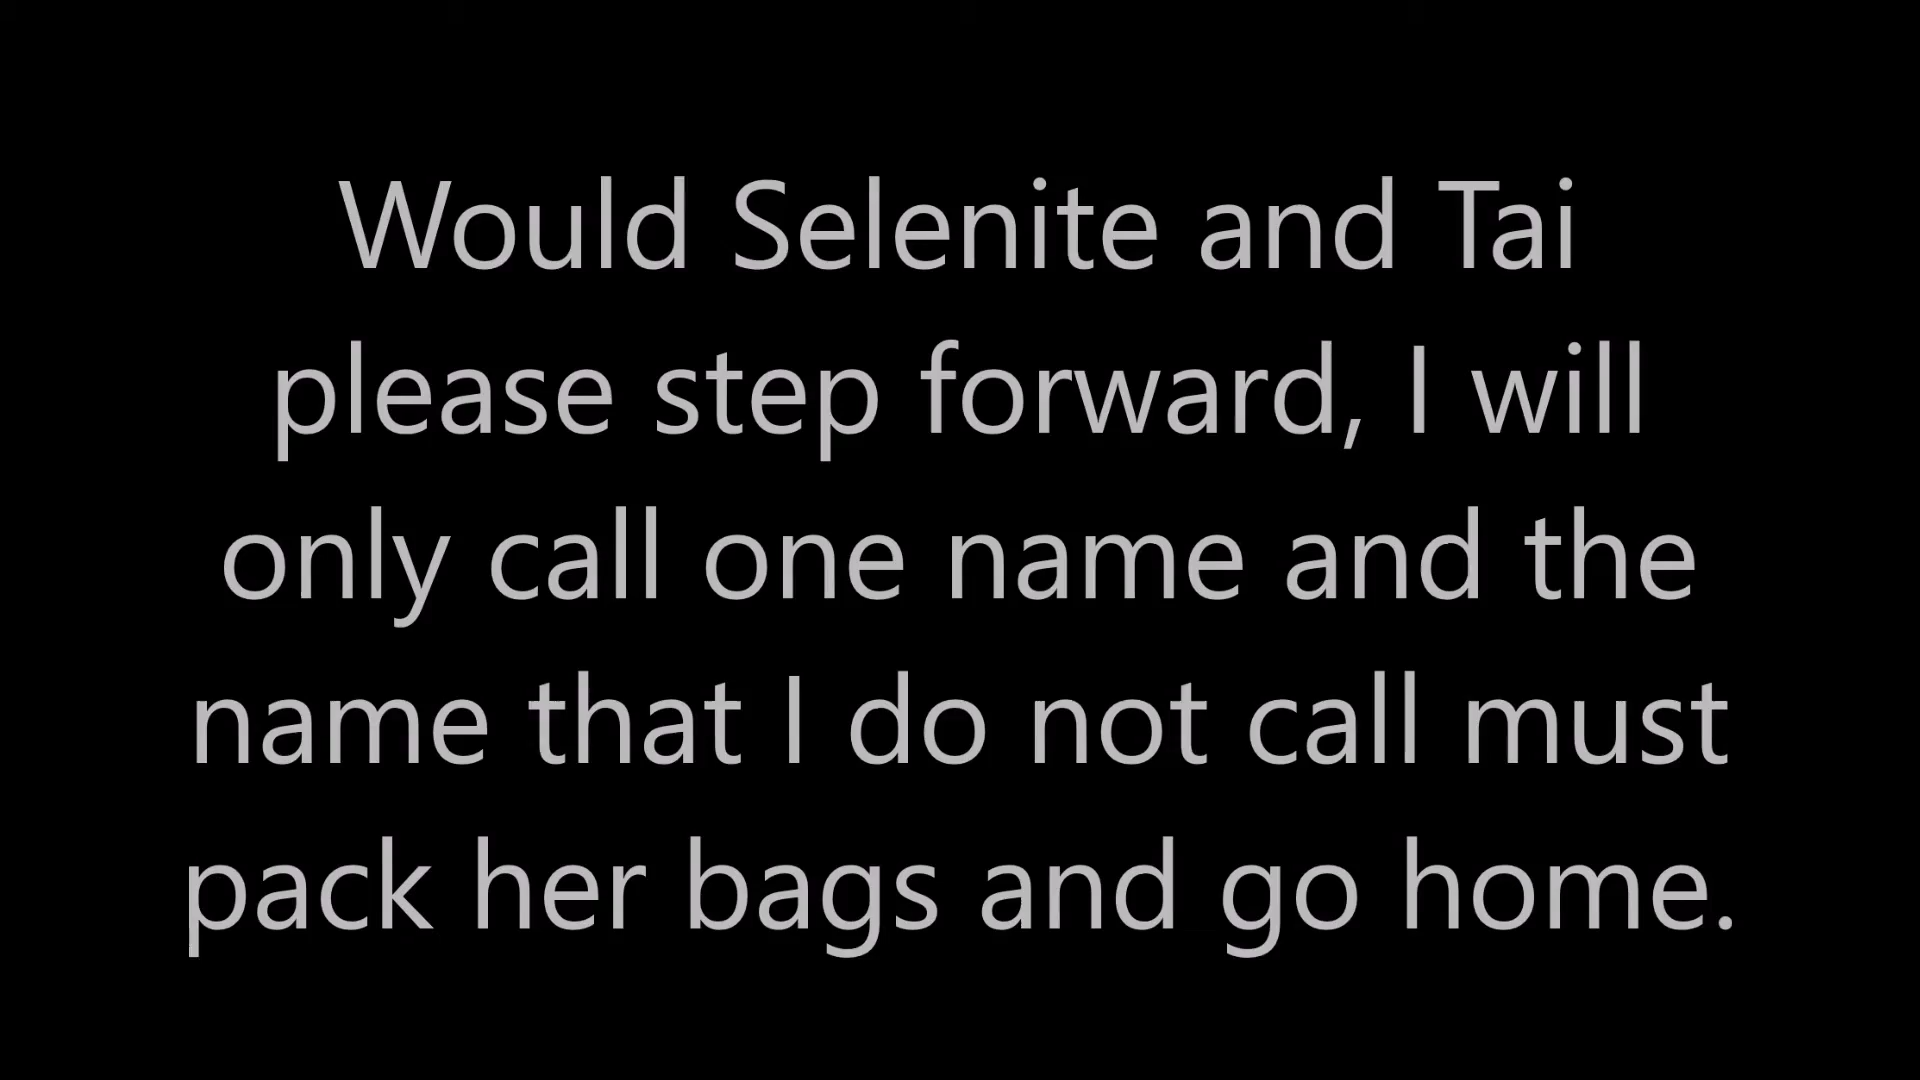 Would Selenite and Tai
please step forward, I will
only call one name and the
name that I do not call must
pack her bags and go home.